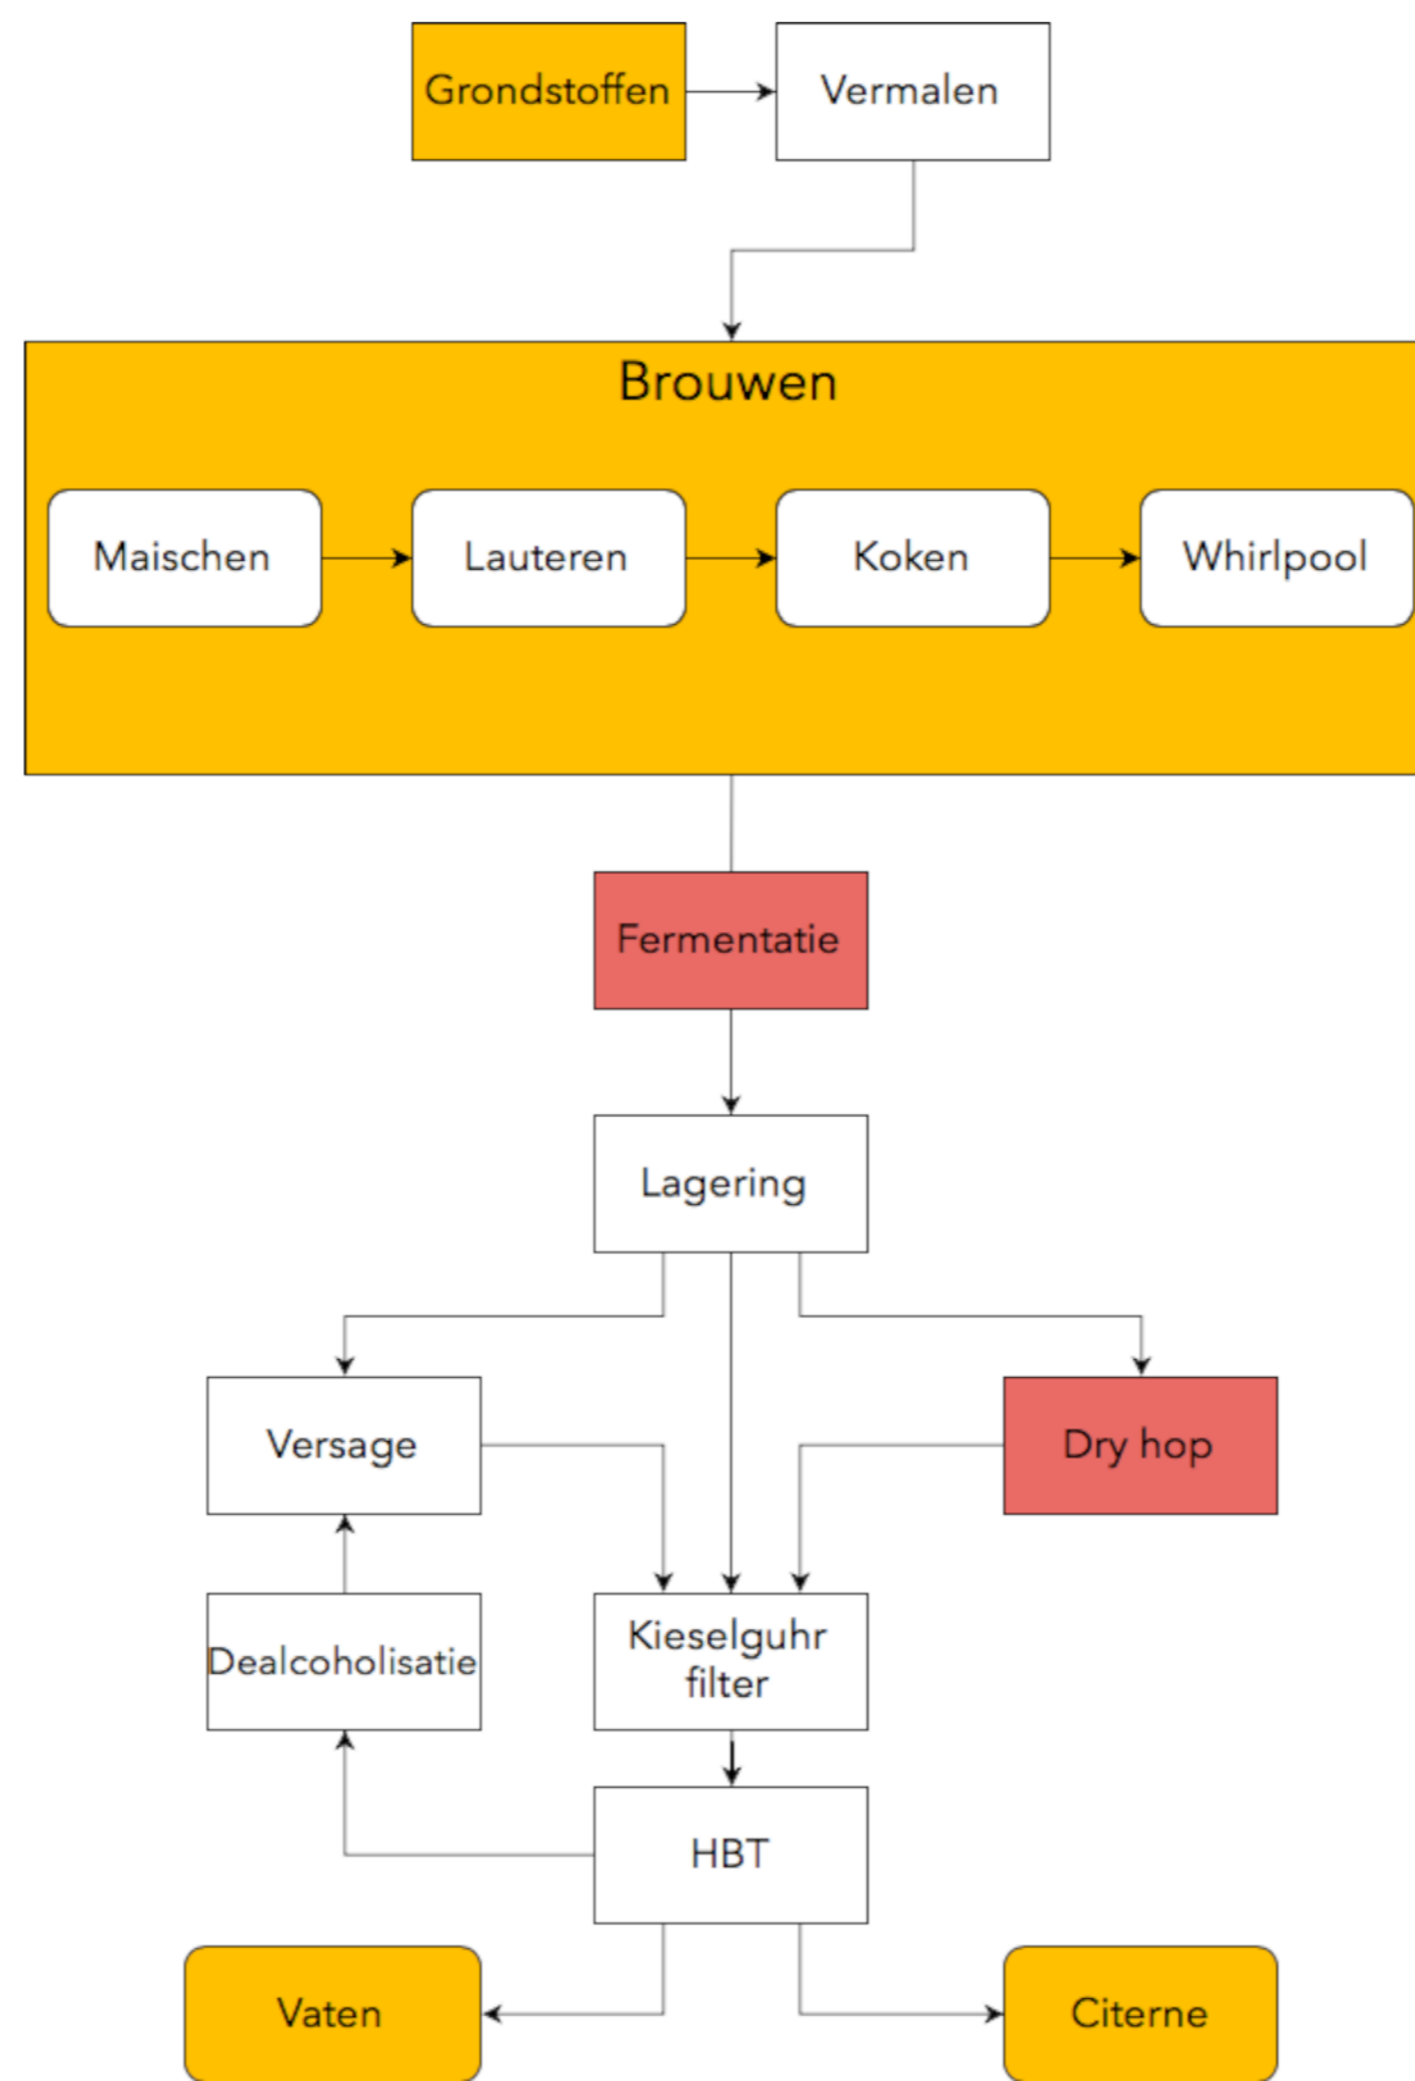 Grondstoffen
Vermalen
Brouwen
Maischen
Lauteren
Koken
Whirlpool
Fermentatie
Lagering
Versage
Dry hop
Dealcoholisatie
Kieselguhr
filter
HBT
Vaten
Citerne